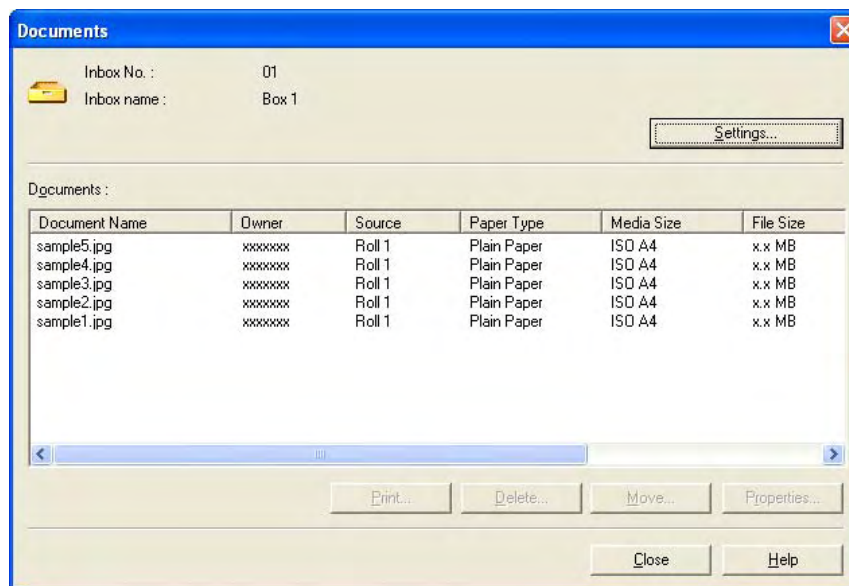 Documents
Inbox No. : 01
Inbox name : Box 1
Settings...
Documents :
Document Name Owner Source Paper Type Media Size File Size
sample5.jpg xxxxxxx Roll 1 Plain Paper ISO A4 x.x MB
sample4.jpg xxxxxxx Roll 1 Plain Paper ISO A4 x.x MB
sample3.jpg xxxxxxx Roll 1 Plain Paper ISO A4 x.x MB
sample2.jpg xxxxxxx Roll 1 Plain Paper ISO A4 x.x MB
sample1.jpg xxxxxxx Roll 1 Plain Paper ISO A4 x.x MB
Print... Delete... Move... Properties...
Close Help